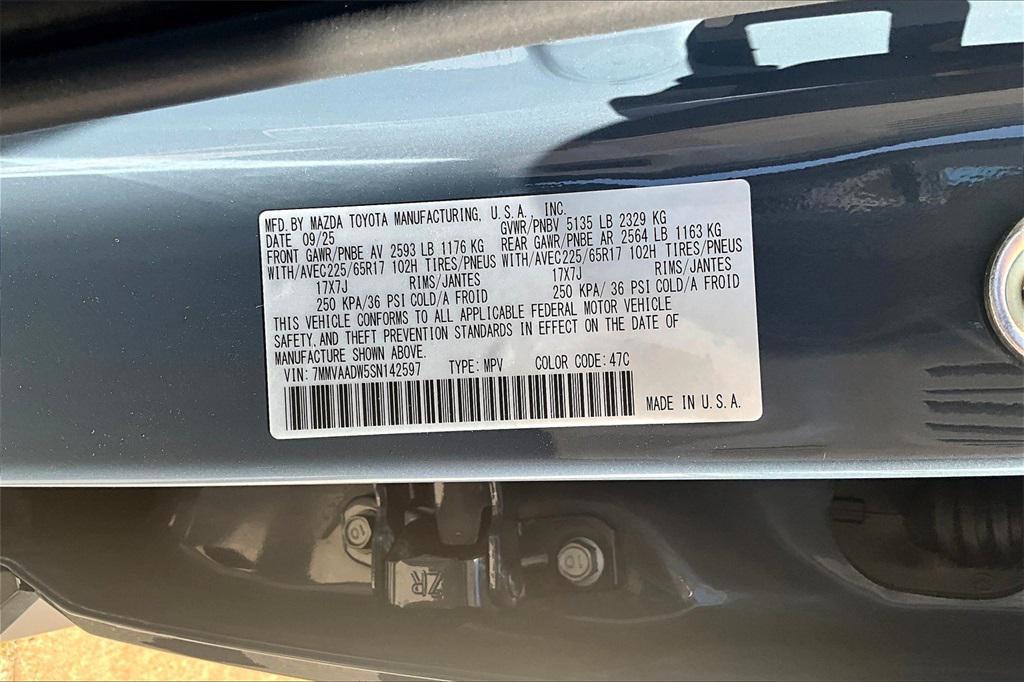 MFD. BY MAZDA TOYOTA MANUFACTURING, U.S.A., INC.
DATE 09/25 GVWR/PNBV 5135 LB 2329 KG
FRONT GAWR/PNBE AV 2593 LB 1176 KG REAR GAWR/PNBE AR 2564 LB 1163 KG
WITH/AVEC225/65R17 102H TIRES/PNEUS WITH/AVEC225/65R17 102H TIRES/PNEUS
17X7J RIMS/JANTES 17X7J RIMS/JANTES
250 KPA/ 36 PSI COLD/A FROID 250 KPA/ 36 PSI COLD/A FROID
THIS VEHICLE CONFORMS TO ALL APPLICABLE FEDERAL MOTOR VEHICLE
SAFETY, AND THEFT PREVENTION STANDARDS IN EFFECT ON THE DATE OF
MANUFACTURE SHOWN ABOVE.
VIN: 7MMVAADW5SN142597 TYPE: MPV COLOR CODE: 47C
MADE IN U.S.A.
10
10
ZR